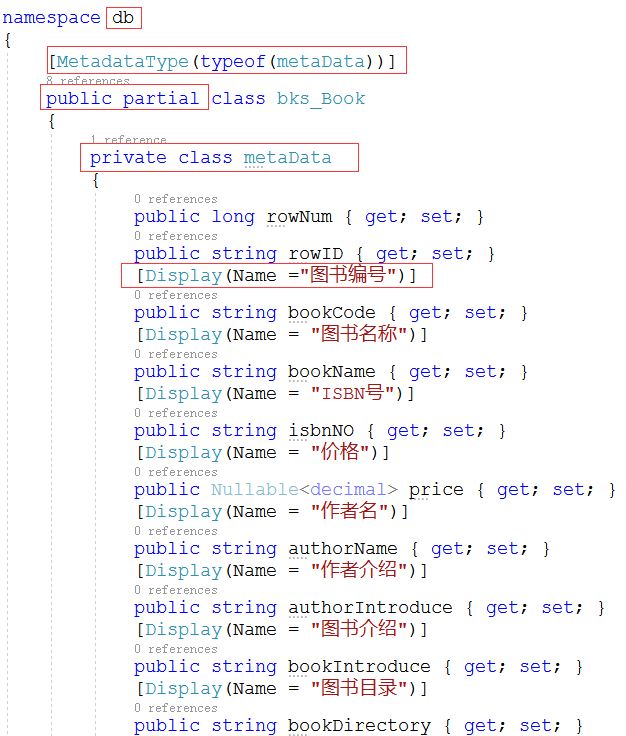 namespace db
{
[MetadataType(typeof(metaData))]
8 references
public partial class bks_Book
{
1 reference
private class metaData
{
0 references
public long rowNum { get; set; }
0 references
public string rowID { get; set; }
[Display(Name ="图书编号")]
0 references
public string bookCode { get; set; }
[Display(Name = "图书名称")]
0 references
public string bookName { get; set; }
[Display(Name = "ISBN号")]
0 references
public string isbnNO { get; set; }
[Display(Name = "价格")]
0 references
public Nullable<decimal> price { get; set; }
[Display(Name = "作者名")]
0 references
public string authorName { get; set; }
[Display(Name = "作者介绍")]
0 references
public string authorIntroduce { get; set; }
[Display(Name = "图书介绍")]
0 references
public string bookIntroduce { get; set; }
[Display(Name = "图书目录")]
0 references
public string bookDirectory { get; set; }